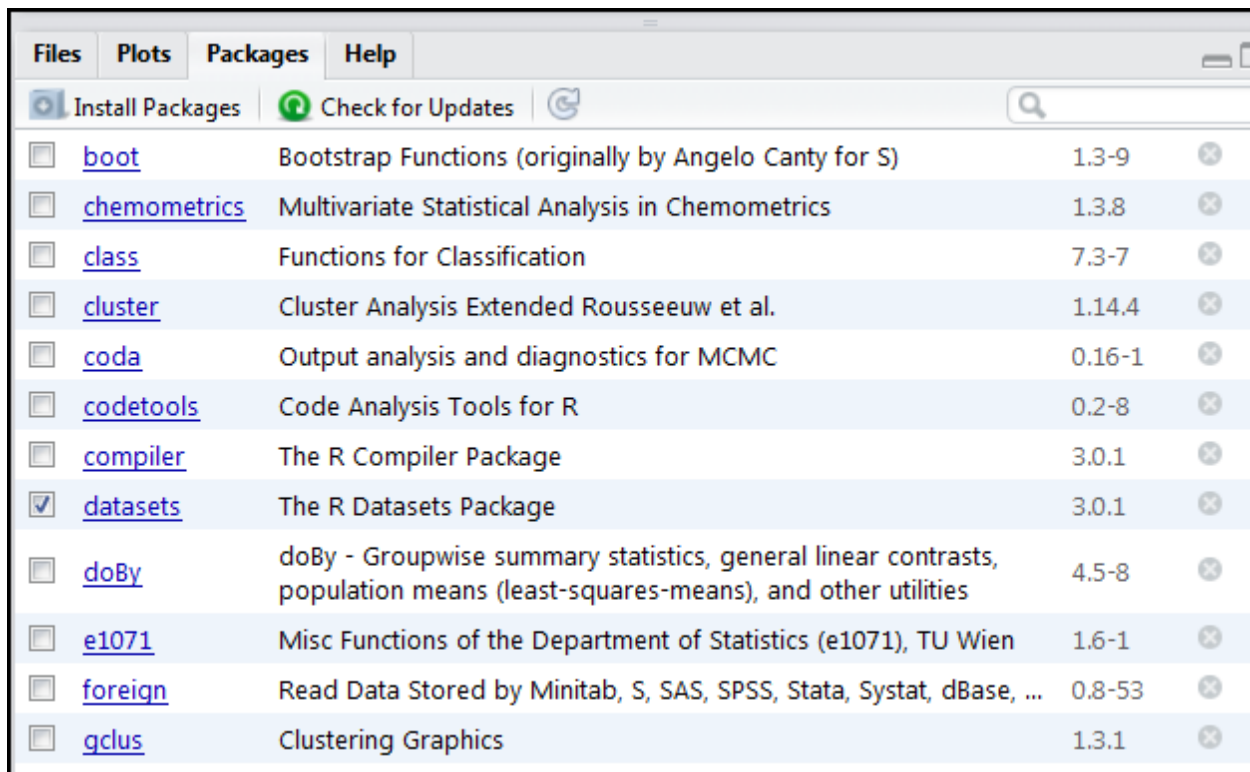 Files Plots Packages Help
Install Packages Check for Updates
boot Bootstrap Functions (originally by Angelo Canty for S) 1.3-9
chemometrics Multivariate Statistical Analysis in Chemometrics 1.3.8
class Functions for Classification 7.3-7
cluster Cluster Analysis Extended Rousseeuw et al. 1.14.4
coda Output analysis and diagnostics for MCMC 0.16-1
codetools Code Analysis Tools for R 0.2-8
compiler The R Compiler Package 3.0.1
datasets The R Datasets Package 3.0.1
doBy doBy - Groupwise summary statistics, general linear contrasts,
population means (least-squares-means), and other utilities 4.5-8
e1071 Misc Functions of the Department of Statistics (e1071), TU Wien 1.6-1
foreign Read Data Stored by Minitab, S, SAS, SPSS, Stata, Systat, dBase, ... 0.8-53
gclus Clustering Graphics 1.3.1